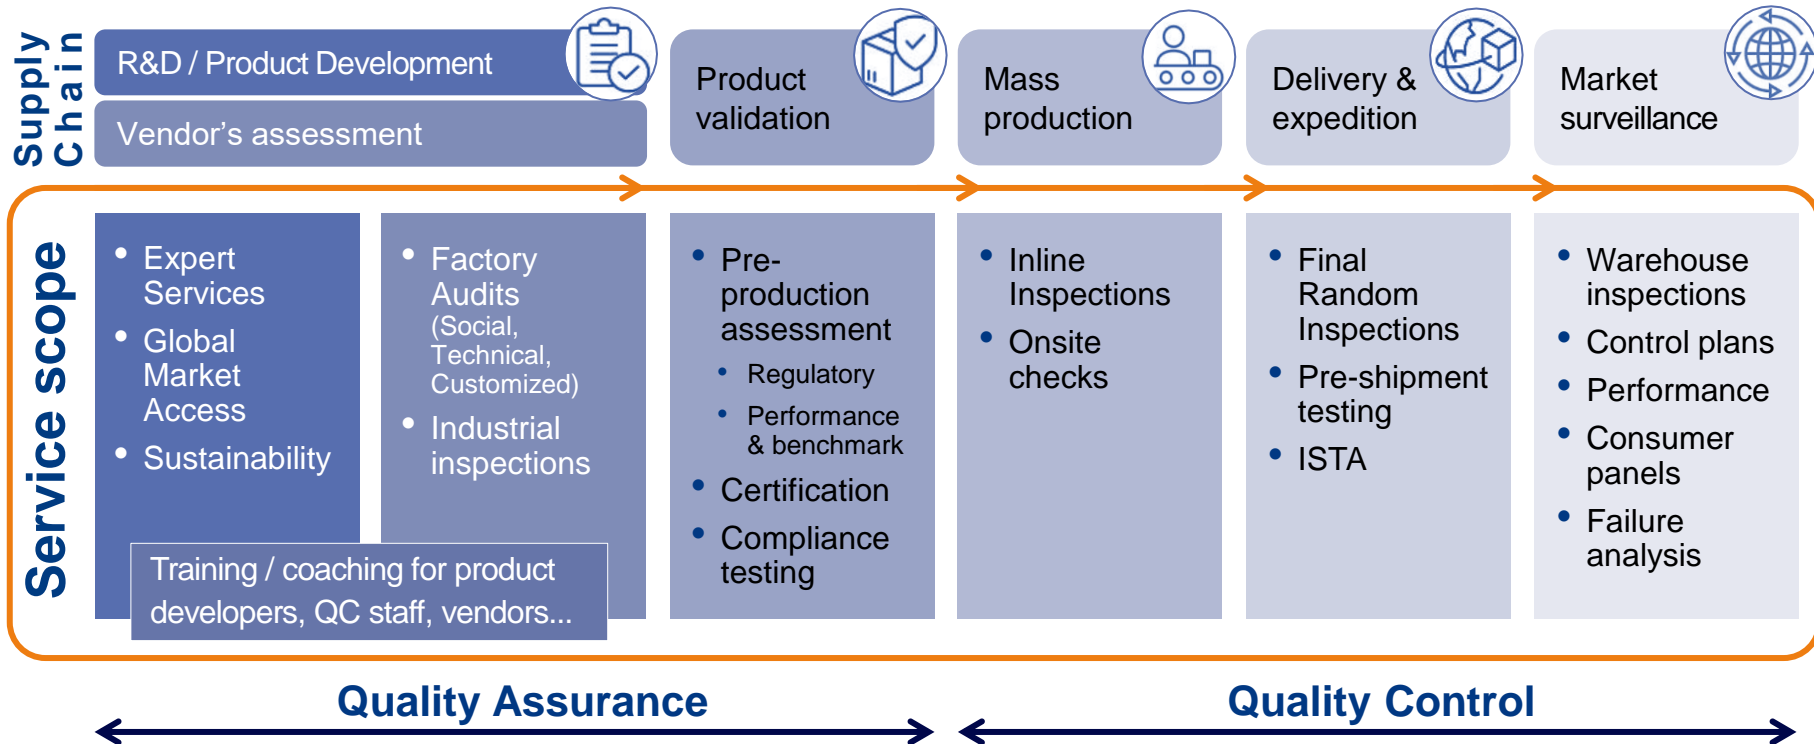 Supply
Chain
R&D / Product Development
Vendor's assessment
Product
validation
Mass
production
Delivery &
expedition
Market
surveillance
Service scope
• Expert
Services
• Global
Market
Access
• Sustainability
• Factory
Audits
(Social,
Technical,
Customized)
• Industrial
inspections
Training / coaching for product
developers, QC staff, vendors...
• Pre-
production
assessment
• Regulatory
• Performance
& benchmark
• Certification
• Compliance
testing
• Inline
Inspections
• Onsite
checks
• Final
Random
Inspections
• Pre-shipment
testing
• ISTA
• Warehouse
inspections
• Control plans
• Performance
• Consumer
panels
• Failure
analysis
Quality Assurance
Quality Control